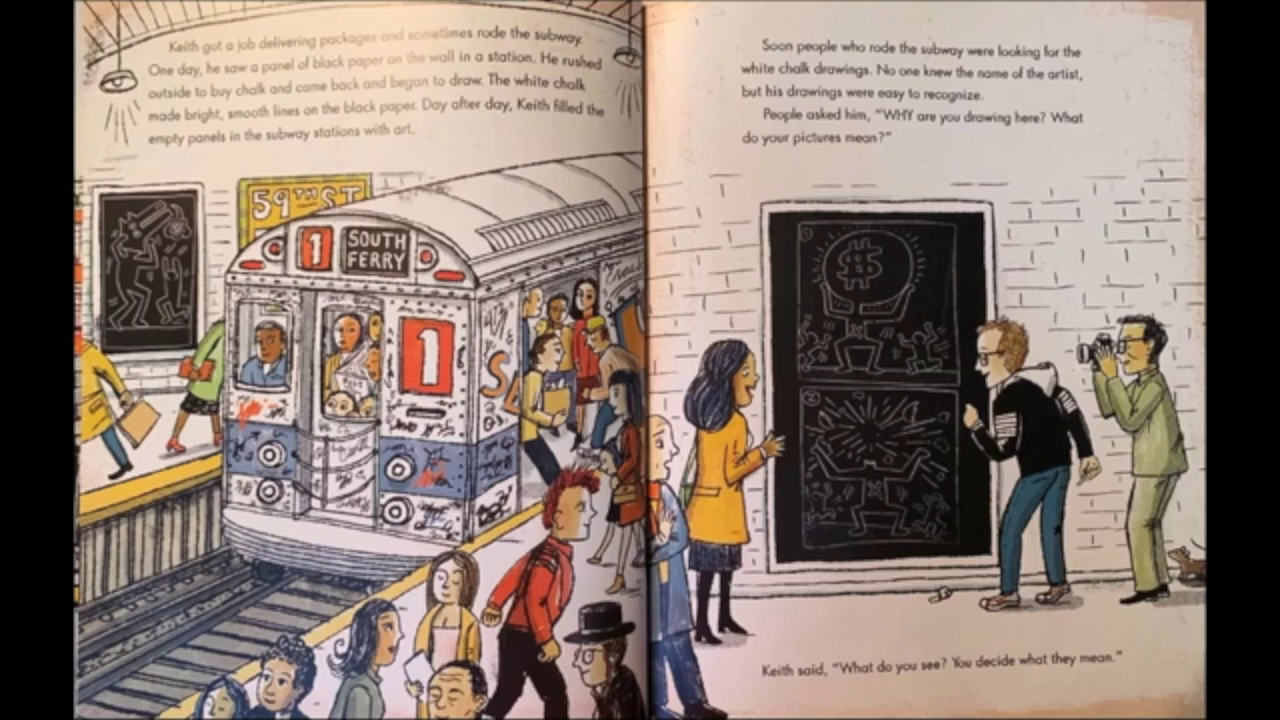 Keith got a job delivering packages and sometimes rode the subway.
One day, he saw a panel of black paper on the wall in a station. He rushed
outside to buy chalk and came back and began to draw. The white chalk
made bright, smooth lines on the black paper. Day after day, Keith filled the
empty panels in the subway stations with art.
59TH ST
1
SOUTH
FERRY
1
Soon people who rode the subway were looking for the
white chalk drawings. No one knew the name of the artist,
but his drawings were easy to recognize.
People asked him, “WHY are you drawing here? What
do your pictures mean?”
1
$
2
Keith said, “What do you see? You decide what they mean.”